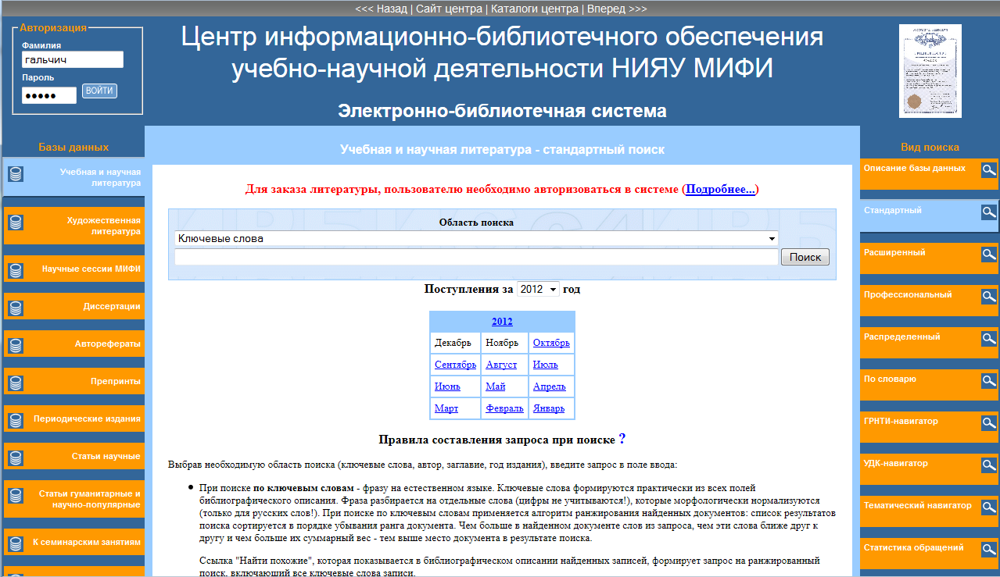 <<< Назад | Сайт центра | Каталоги центра | Вперед >>>
Авторизация
Фамилия
гальчич
Пароль
●●●●●
ВОЙТИ
Центр информационно-библиотечного обеспечения
учебно-научной деятельности НИЯУ МИФИ
Электронно-библиотечная система
Базы данных
Учебная и научная
литература
Художественная
литература
Научные сессии МИФИ
Диссертации
Авторефераты
Препринты
Периодические издания
Статьи научные
Статьи гуманитарные и
научно-популярные
К семинарским занятиям
Учебная и научная литература - стандартный поиск
Для заказа литературы, пользователю необходимо авторизоваться в системе (Подробнее...)
Область поиска
Ключевые слова
Поиск
Поступления за 2012 год
2012
Декабрь Ноябрь Октябрь
Сентябрь Август Июль
Июнь Май Апрель
Март Февраль Январь
Правила составления запроса при поиске ?
Выбрав необходимую область поиска (ключевые слова, автор, заглавие, год издания), введите запрос в поле ввода:
● При поиске по ключевым словам - фразу на естественном языке. Ключевые слова формируются практически из всех полей
библиографического описания. Фраза разбирается на отдельные слова (цифры не учитываются!), которые морфологически нормализуются
(только для русских слов!). При поиске по ключевым словам применяется алгоритм ранжирования найденных документов: список результатов
поиска сортируется в порядке убывания ранга документа. Чем больше в найденном документе слов из запроса, чем эти слова ближе друг к
другу и чем больше их суммарный вес - тем выше место документа в результате поиска.
Ссылка "Найти похожие", которая показывается в библиографическом описании найденных записей, формирует запрос на ранжированный
поиск, включающий все ключевые слова записи.
Вид поиска
Описание базы данных
Стандартный
Расширенный
Профессиональный
Распределенный
По словарю
ГРНТИ-навигатор
УДК-навигатор
Тематический навигатор
Статистика обращений